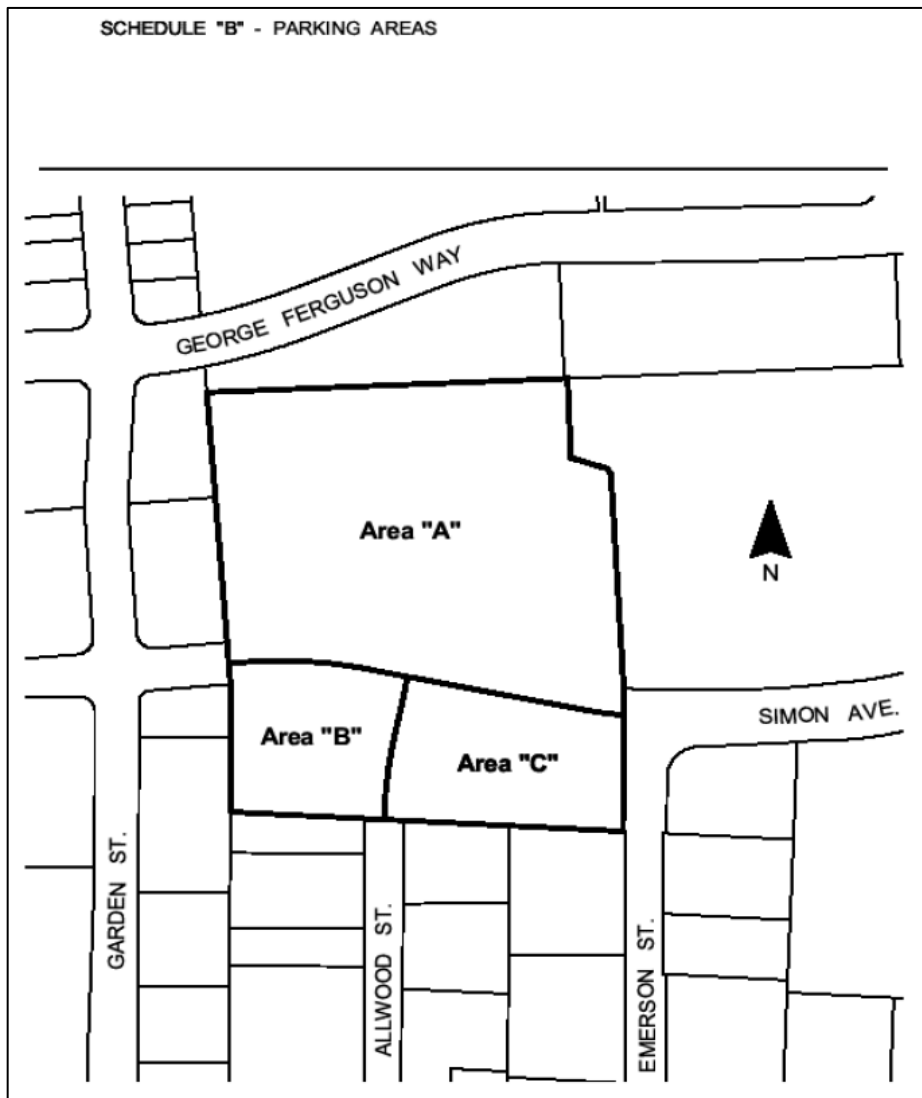 SCHEDULE "B" - PARKING AREAS
GEORGE FERGUSON WAY
Area "A"
N
SIMON AVE.
Area "B"
Area "C"
GARDEN ST.
ALLWOOD ST.
EMERSON ST.